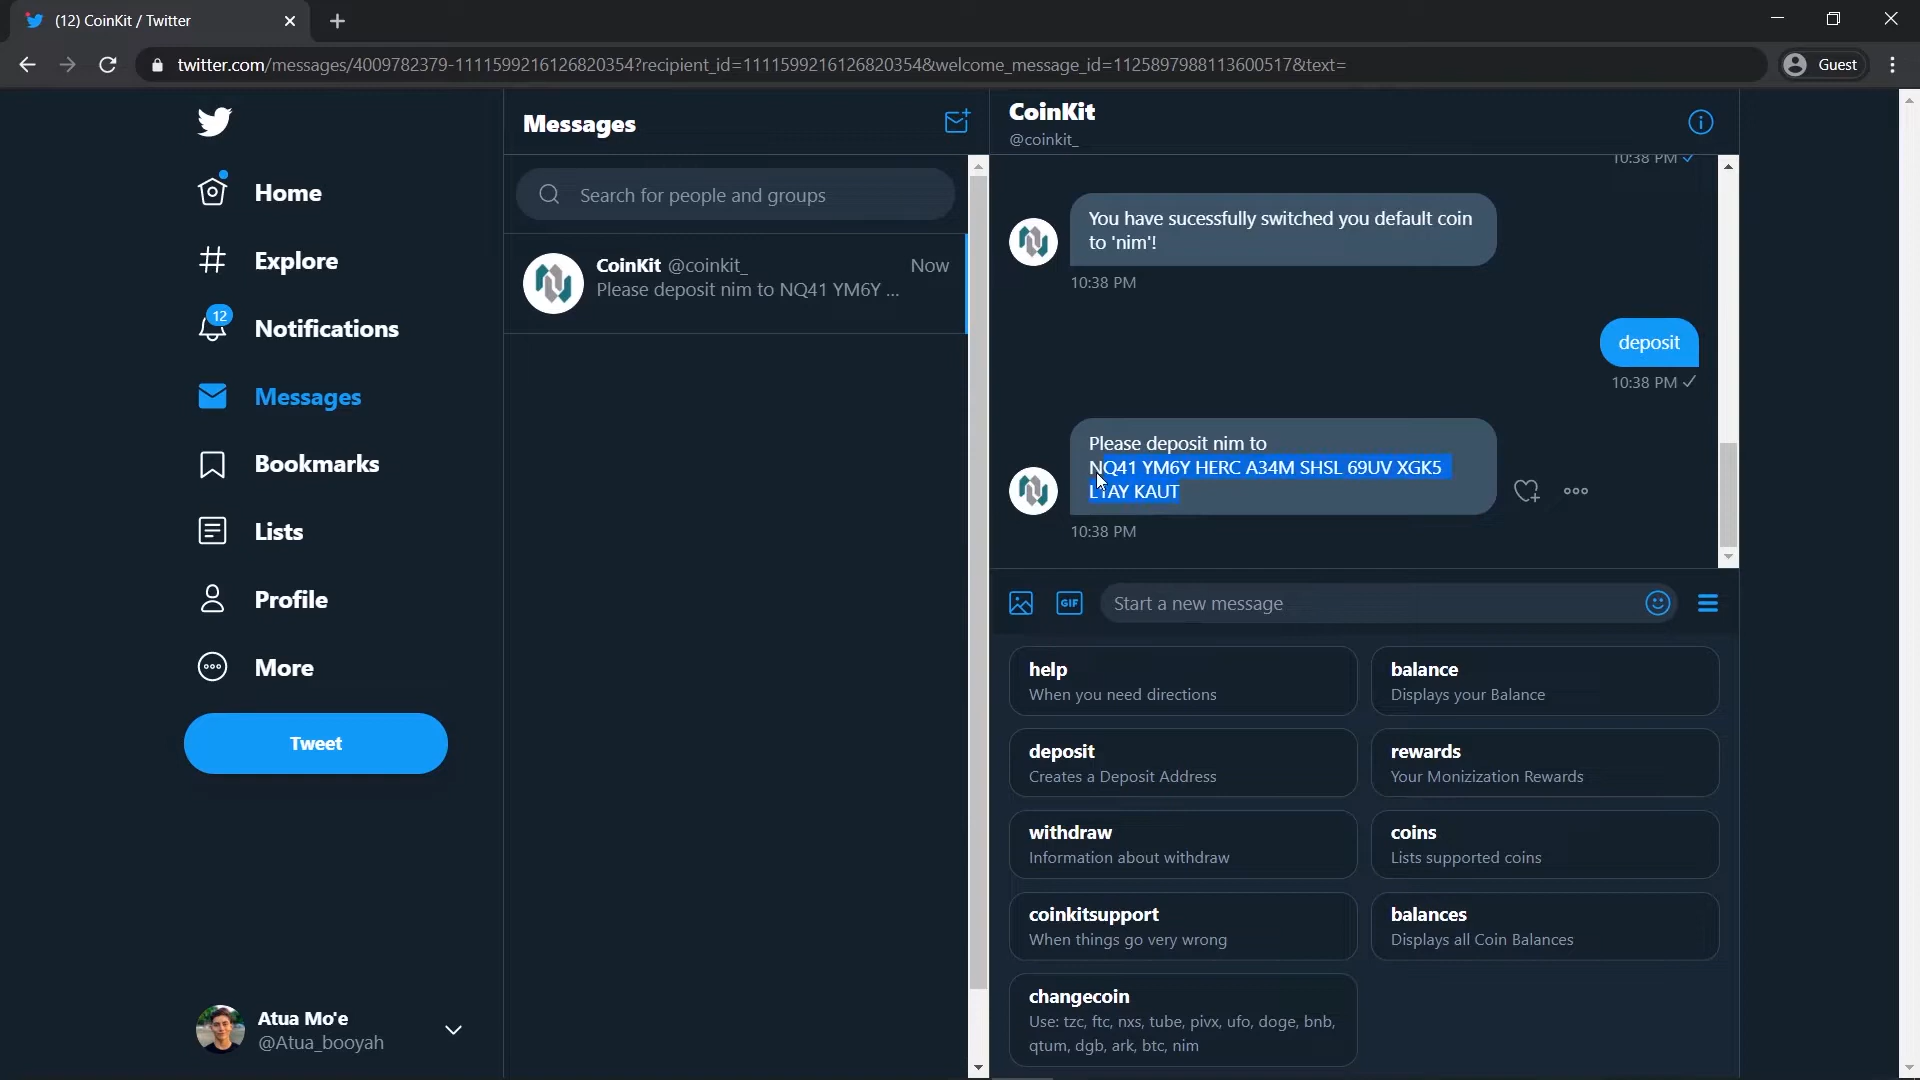 (12) CoinKit / Twitter
twitter.com/messages/4009782379-1111599216126820354?recipient_id=1111599216126820354&welcome_message_id=1125897988113600517&text=
Guest
Home
Explore
12
Notifications
Messages
Bookmarks
Lists
Profile
More
Tweet
Atua Mo'e
@Atua_booyah
Messages
Search for people and groups
CoinKit @coinkit_ Now
Please deposit nim to NQ41 YM6Y ...
CoinKit
@coinkit_
10:38 PM
You have sucessfully switched you default coin
to 'nim'!
10:38 PM
deposit
10:38 PM
Please deposit nim to
NQ41 YM6Y HERC A34M SHSL 69UV XGK5
LTAY KAUT
10:38 PM
GIF
Start a new message
help
When you need directions
balance
Displays your Balance
deposit
Creates a Deposit Address
rewards
Your Monizization Rewards
withdraw
Information about withdraw
coins
Lists supported coins
coinkitsupport
When things go very wrong
balances
Displays all Coin Balances
changecoin
Use: tzc, ftc, nxs, tube, pivx, ufo, doge, bnb,
qtum, dgb, ark, btc, nim